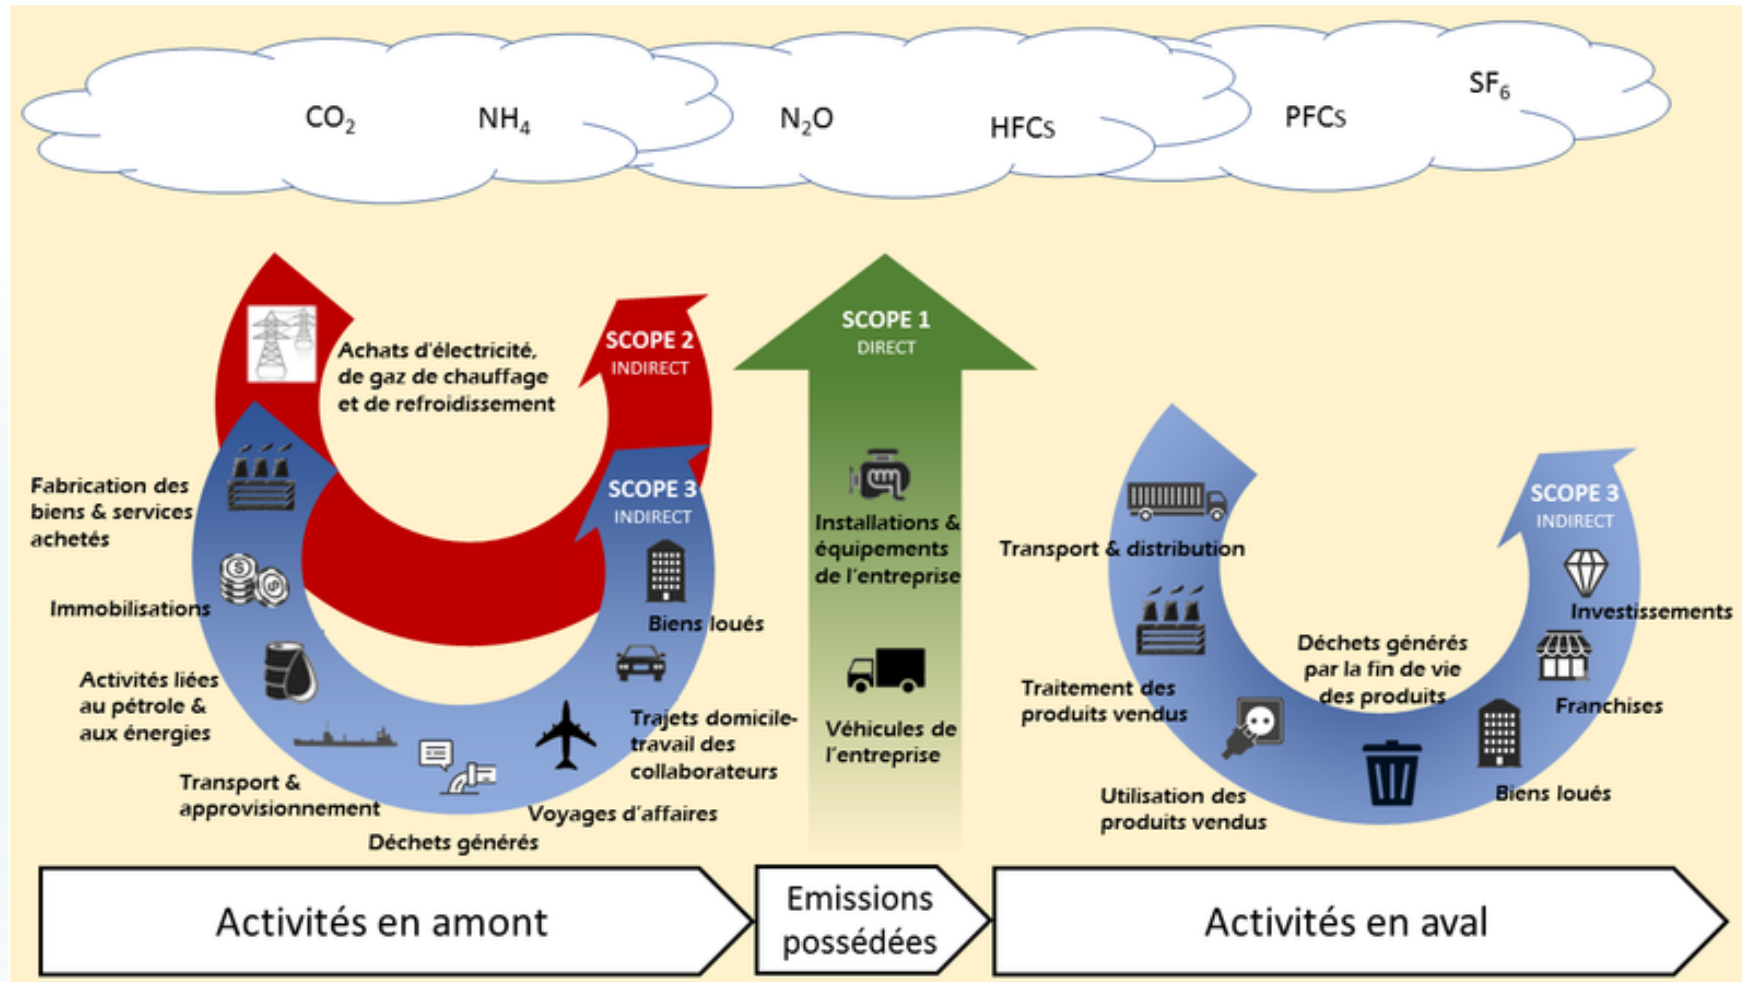 CO₂
NH₄
N₂O
HFCs
PFCs
SF₆
SCOPE 2
INDIRECT
Achats d'électricité,
de gaz de chauffage
et de refroidissement
SCOPE 3
INDIRECT
Fabrication des
biens & services
achetés
Immobilisations
Activités liées
au pétrole &
aux énergies
Transport &
approvisionnement
Déchets générés
Voyages d'affaires
Trajets domicile-
travail des
collaborateurs
Biens loués
SCOPE 1
DIRECT
Installations &
équipements
de l'entreprise
Véhicules de
l'entreprise
SCOPE 3
INDIRECT
Transport & distribution
Traitement des
produits vendus
Utilisation des
produits vendus
Déchets générés
par la fin de vie
des produits
Biens loués
Franchises
Investissements
Activités en amont
Emissions
possédées
Activités en aval